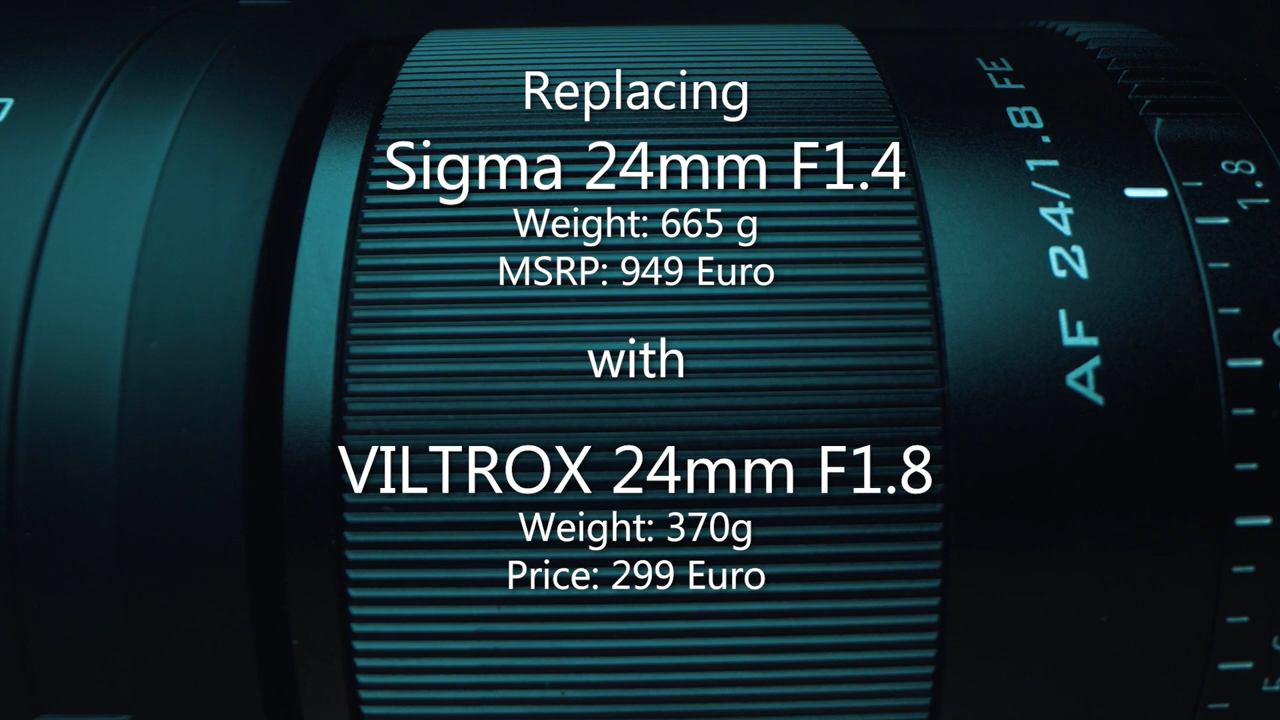 Replacing
Sigma 24mm F1.4
Weight: 665 g
MSRP: 949 Euro
with
VILTROX 24mm F1.8
Weight: 370g
Price: 299 Euro
AF 24/1.8 FE
1.8